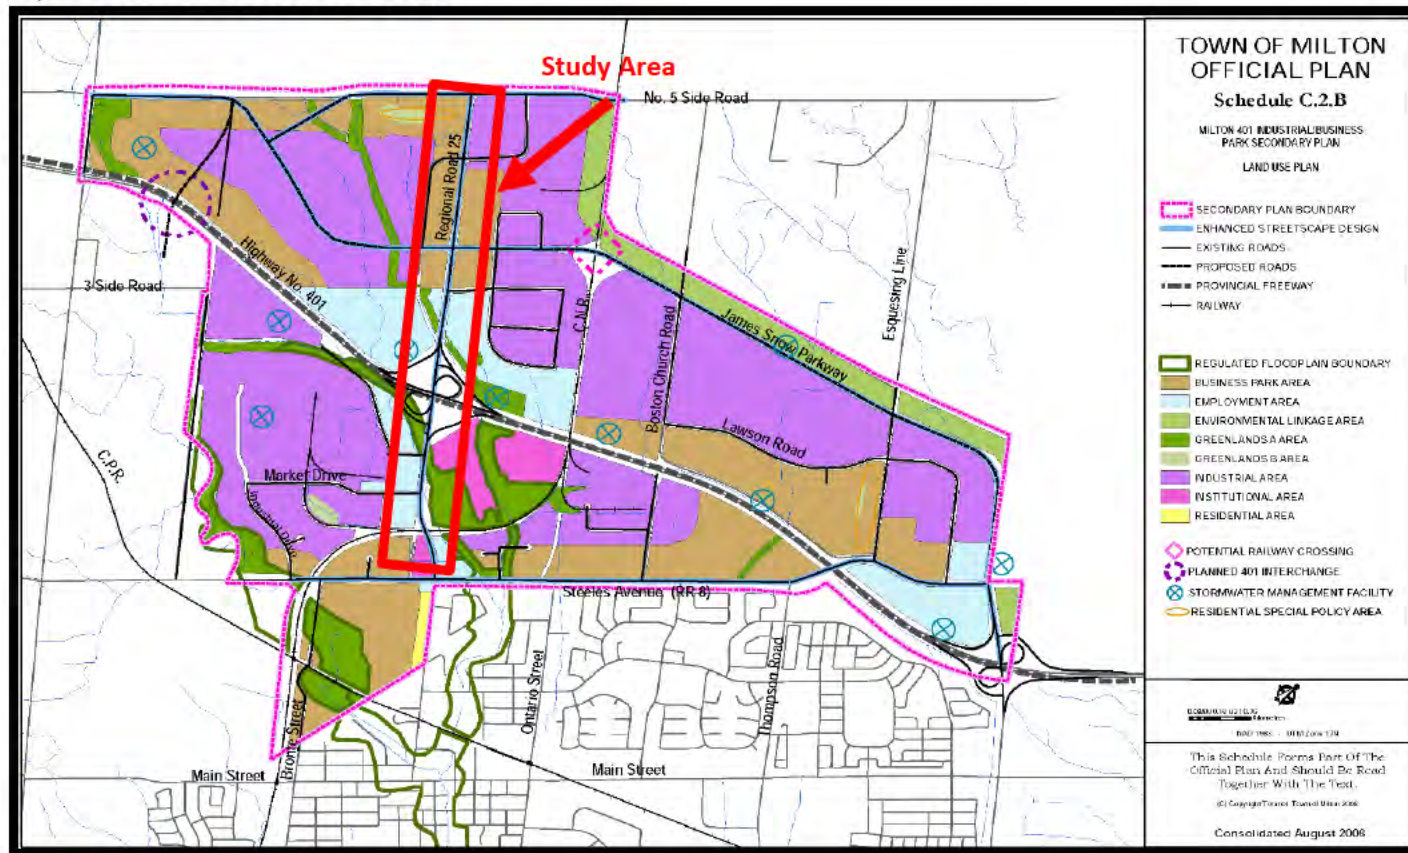 Study Area
No. 5 Side Road
Regional Road 25
Highway No. 401
3 Side Road
C.N.R.
Boston Church Road
Esquesing Line
James Snow Parkway
Lawson Road
C.P.R.
Market Drive
Industrial Drive
Steeles Avenue (RR 8)
Ontario Street
Thompson Road
Bronte Street
Main Street
Main Street
TOWN OF MILTON
OFFICIAL PLAN
Schedule C.2.B
MILTON 401 INDUSTRIAL/BUSINESS
PARK SECONDARY PLAN
LAND USE PLAN
SECONDARY PLAN BOUNDARY
ENHANCED STREETSCAPE DESIGN
EXISTING ROADS
PROPOSED ROADS
PROVINCIAL FREEWAY
RAILWAY
REGULATED FLOODPLAIN BOUNDARY
BUSINESS PARK AREA
EMPLOYMENT AREA
ENVIRONMENTAL LINKAGE AREA
GREENLANDS A AREA
GREENLANDS B AREA
INDUSTRIAL AREA
INSTITUTIONAL AREA
RESIDENTIAL AREA
POTENTIAL RAILWAY CROSSING
PLANNED 401 INTERCHANGE
STORMWATER MANAGEMENT FACILITY
RESIDENTIAL SPECIAL POLICY AREA
Kilometres
This Schedule Forms Part Of The
Official Plan And Should Be Read
Together With The Text.
Consolidated August 2008